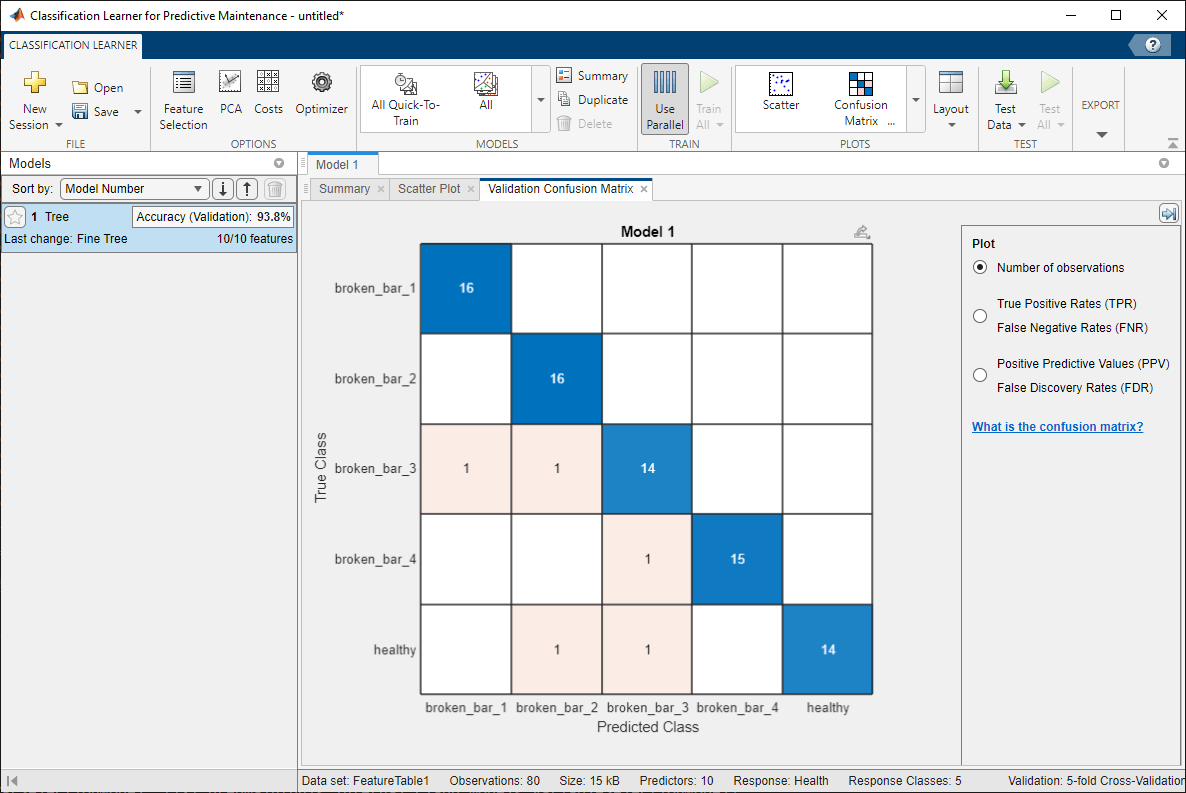 Classification Learner for Predictive Maintenance - untitled*
CLASSIFICATION LEARNER
?
New Session
Open
Save
FILE
Feature Selection
PCA
Costs
Optimizer
OPTIONS
All Quick-To-Train
All
Summary
Duplicate
Delete
MODELS
Use Parallel
Train All
TRAIN
Scatter
Confusion Matrix ...
PLOTS
Layout
Test Data
Test All
TEST
EXPORT
Models
Sort by: Model Number
1 Tree
Accuracy (Validation): 93.8%
Last change: Fine Tree
10/10 features
Model 1
Summary
Scatter Plot
Validation Confusion Matrix
Model 1
True Class
broken_bar_1
16
broken_bar_2
16
broken_bar_3
1 1 14
broken_bar_4
1 15
healthy
1 1 14
broken_bar_1 broken_bar_2 broken_bar_3 broken_bar_4 healthy
Predicted Class
Plot
Number of observations
True Positive Rates (TPR)
False Negative Rates (FNR)
Positive Predictive Values (PPV)
False Discovery Rates (FDR)
What is the confusion matrix?
Data set: FeatureTable1 Observations: 80 Size: 15 kB Predictors: 10 Response: Health Response Classes: 5 Validation: 5-fold Cross-Validation